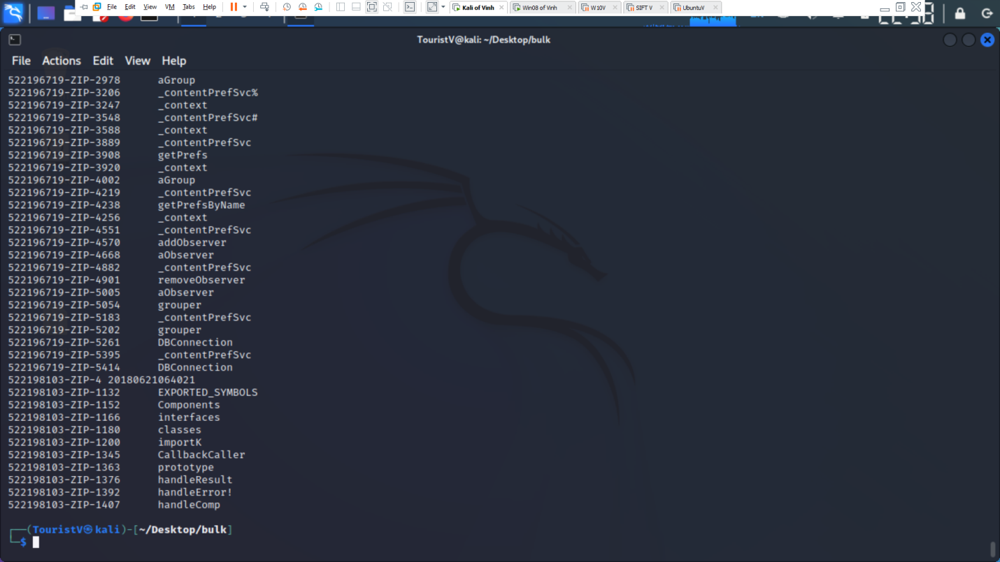 File Edit View VM Tabs Help Kali of Vinh Win08 of Vinh W10V SIFT V UbuntuV
TouristV@kali: ~/Desktop/bulk
File Actions Edit View Help
522196719-ZIP-2978 aGroup
522196719-ZIP-3206 _contentPrefSvc%
522196719-ZIP-3247 _context
522196719-ZIP-3548 _contentPrefSvc#
522196719-ZIP-3588 _context
522196719-ZIP-3889 _contentPrefSvc
522196719-ZIP-3908 getPrefs
522196719-ZIP-3920 _context
522196719-ZIP-4002 aGroup
522196719-ZIP-4219 _contentPrefSvc
522196719-ZIP-4238 getPrefsByName
522196719-ZIP-4256 _context
522196719-ZIP-4551 _contentPrefSvc
522196719-ZIP-4570 addObserver
522196719-ZIP-4668 aObserver
522196719-ZIP-4882 _contentPrefSvc
522196719-ZIP-4901 removeObserver
522196719-ZIP-5005 aObserver
522196719-ZIP-5054 grouper
522196719-ZIP-5183 _contentPrefSvc
522196719-ZIP-5202 grouper
522196719-ZIP-5261 DBConnection
522196719-ZIP-5395 _contentPrefSvc
522196719-ZIP-5414 DBConnection
522198103-ZIP-4 20180621064021
522198103-ZIP-1132 EXPORTED_SYMBOLS
522198103-ZIP-1152 Components
522198103-ZIP-1166 interfaces
522198103-ZIP-1180 classes
522198103-ZIP-1200 importK
522198103-ZIP-1345 CallbackCaller
522198103-ZIP-1363 prototype
522198103-ZIP-1376 handleResult
522198103-ZIP-1392 handleError!
522198103-ZIP-1407 handleComp
┌──(TouristV㉿kali)-[~/Desktop/bulk]
└─$